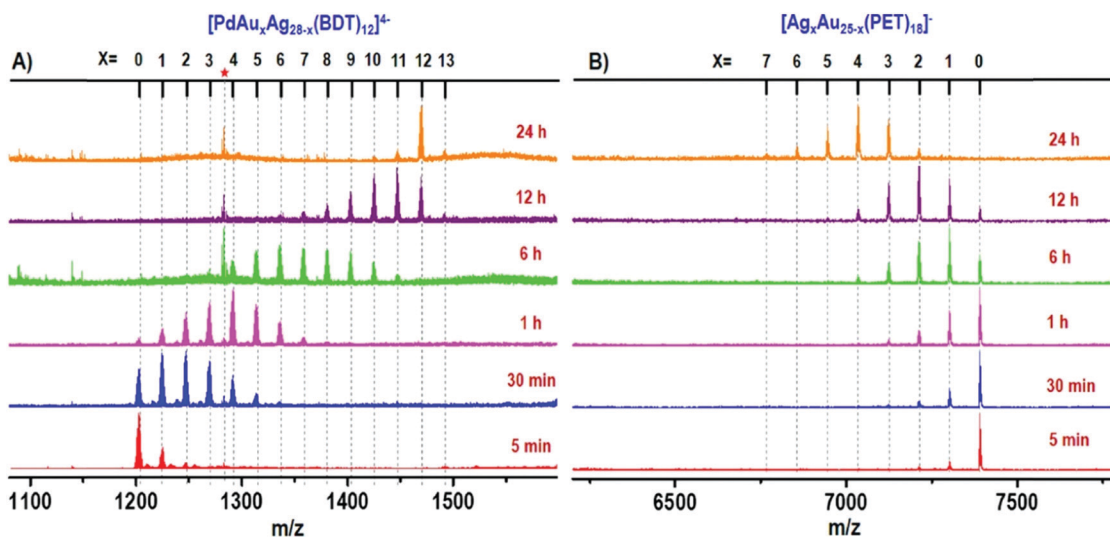 [PdAuₓAg₂₈₋ₓ(BDT)₁₂]⁴⁻
A) X= 0 1 2 3 4 5 6 7 8 9 10 11 12 13
24 h
12 h
6 h
1 h
30 min
5 min
1100 1200 1300 1400 1500
m/z
[AgₓAu₂₅₋ₓ(PET)₁₈]⁻
B) X= 7 6 5 4 3 2 1 0
24 h
12 h
6 h
1 h
30 min
5 min
6500 7000 7500
m/z